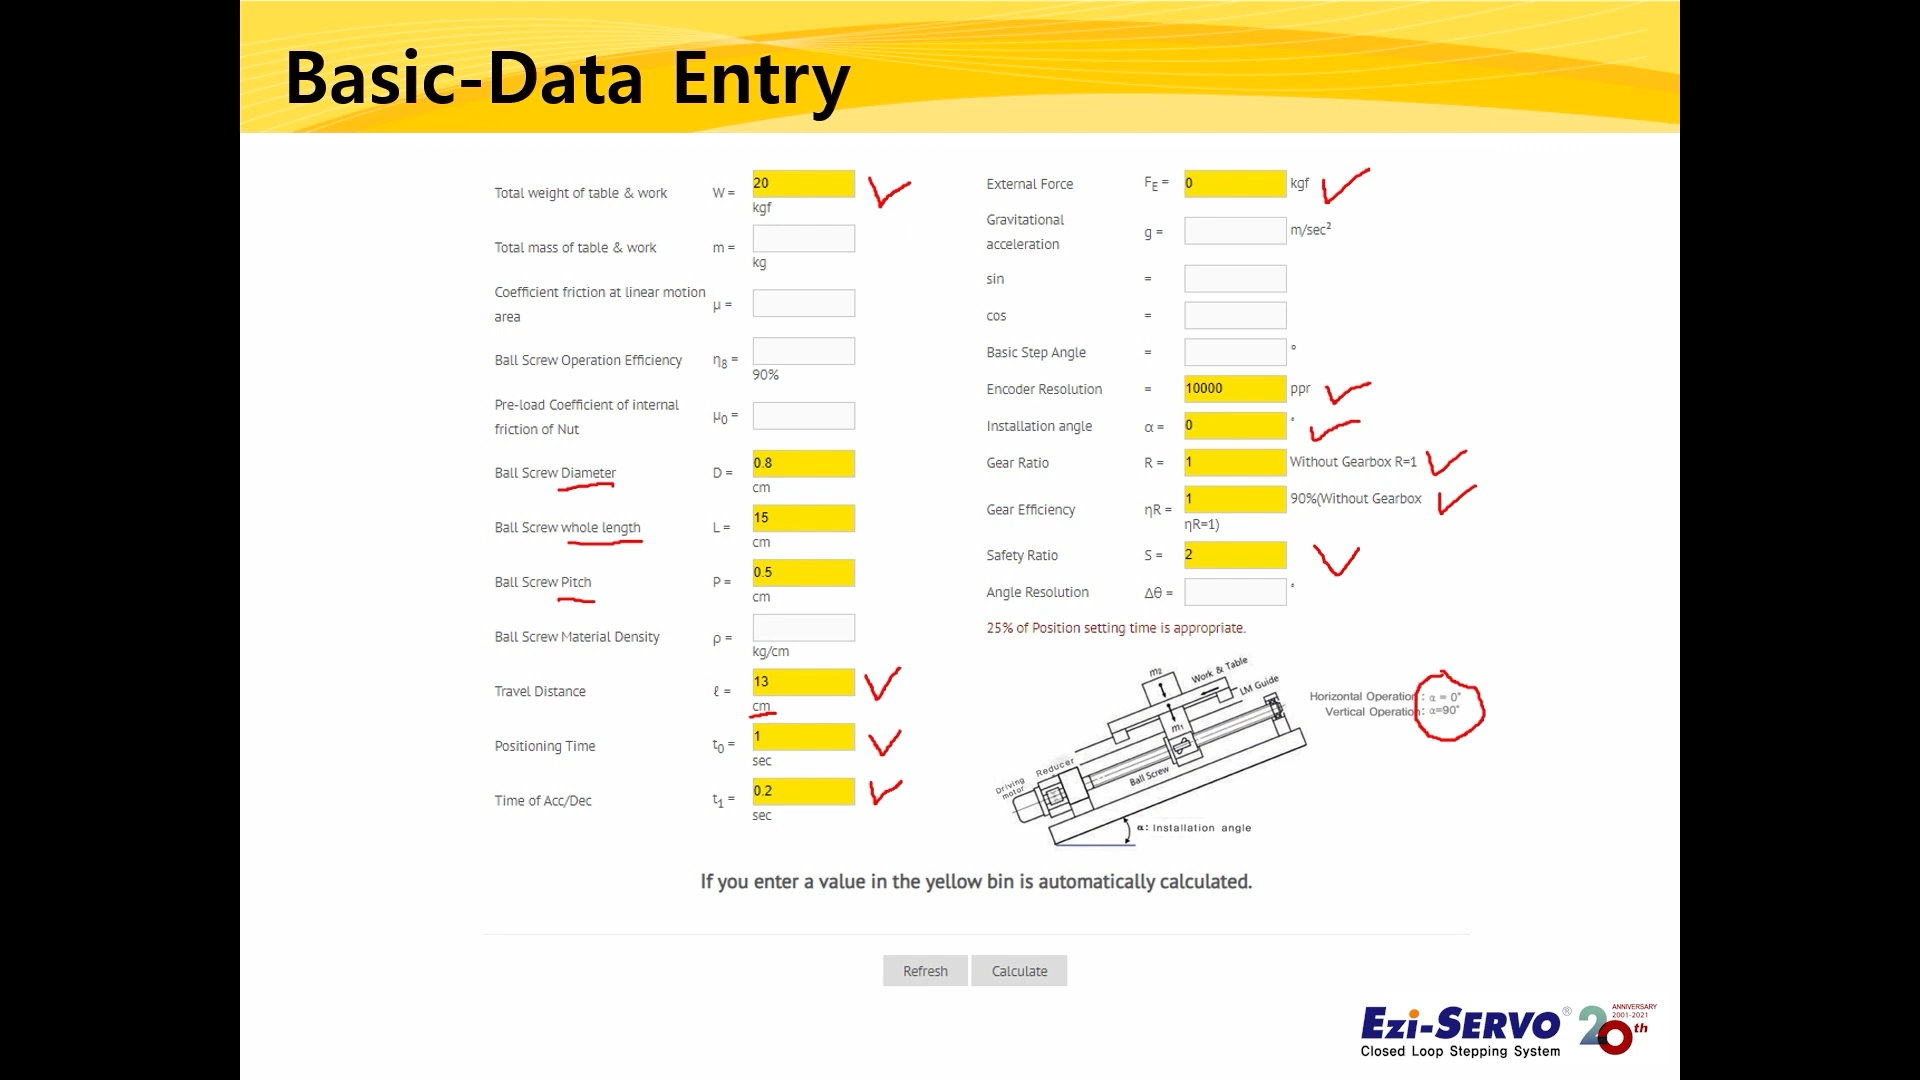 Basic-Data Entry
Total weight of table & work W = 20
kgf
Total mass of table & work m =
kg
Coefficient friction at linear motion
area μ =
Ball Screw Operation Efficiency η8 =
90%
Pre-load Coefficient of internal
friction of Nut μ0 =
Ball Screw Diameter D = 0.8
cm
Ball Screw whole length L = 15
cm
Ball Screw Pitch P = 0.5
cm
Ball Screw Material Density ρ =
kg/cm
Travel Distance ℓ = 13
cm
Positioning Time t0 = 1
sec
Time of Acc/Dec t1 = 0.2
sec
External Force FE = 0 kgf
Gravitational
acceleration g = m/sec²
sin =
cos =
Basic Step Angle = °
Encoder Resolution = 10000 ppr
Installation angle α = 0 °
Gear Ratio R = 1 Without Gearbox R=1
Gear Efficiency ηR = 1 90%(Without Gearbox
ηR=1)
Safety Ratio S = 2
Angle Resolution Δθ = °
25% of Position setting time is appropriate.
m2
Work & Table
LM Guide
m1
Reducer
Driving
motor
Ball Screw
α: Installation angle
Horizontal Operation : α = 0°
Vertical Operation: α=90°
If you enter a value in the yellow bin is automatically calculated.
Refresh Calculate
Ezi-SERVO®
Closed Loop Stepping System
20th
ANNIVERSARY
2001-2021